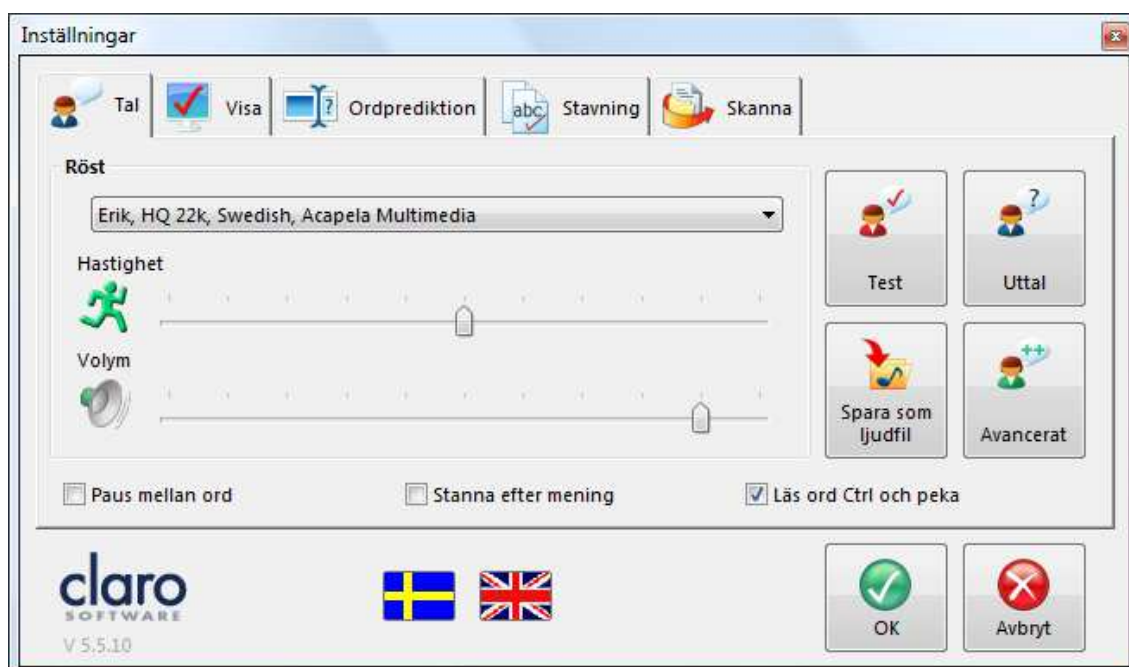 Inställningar
Tal
Visa
Ordprediktion
abc
Stavning
Skanna
Röst
Erik, HQ 22k, Swedish, Acapela Multimedia
Hastighet
Volym
Test
Uttal
Spara som
ljudfil
Avancerat
Paus mellan ord
Stanna efter mening
Läs ord Ctrl och peka
claro
SOFTWARE
V 5.5.10
OK
Avbryt